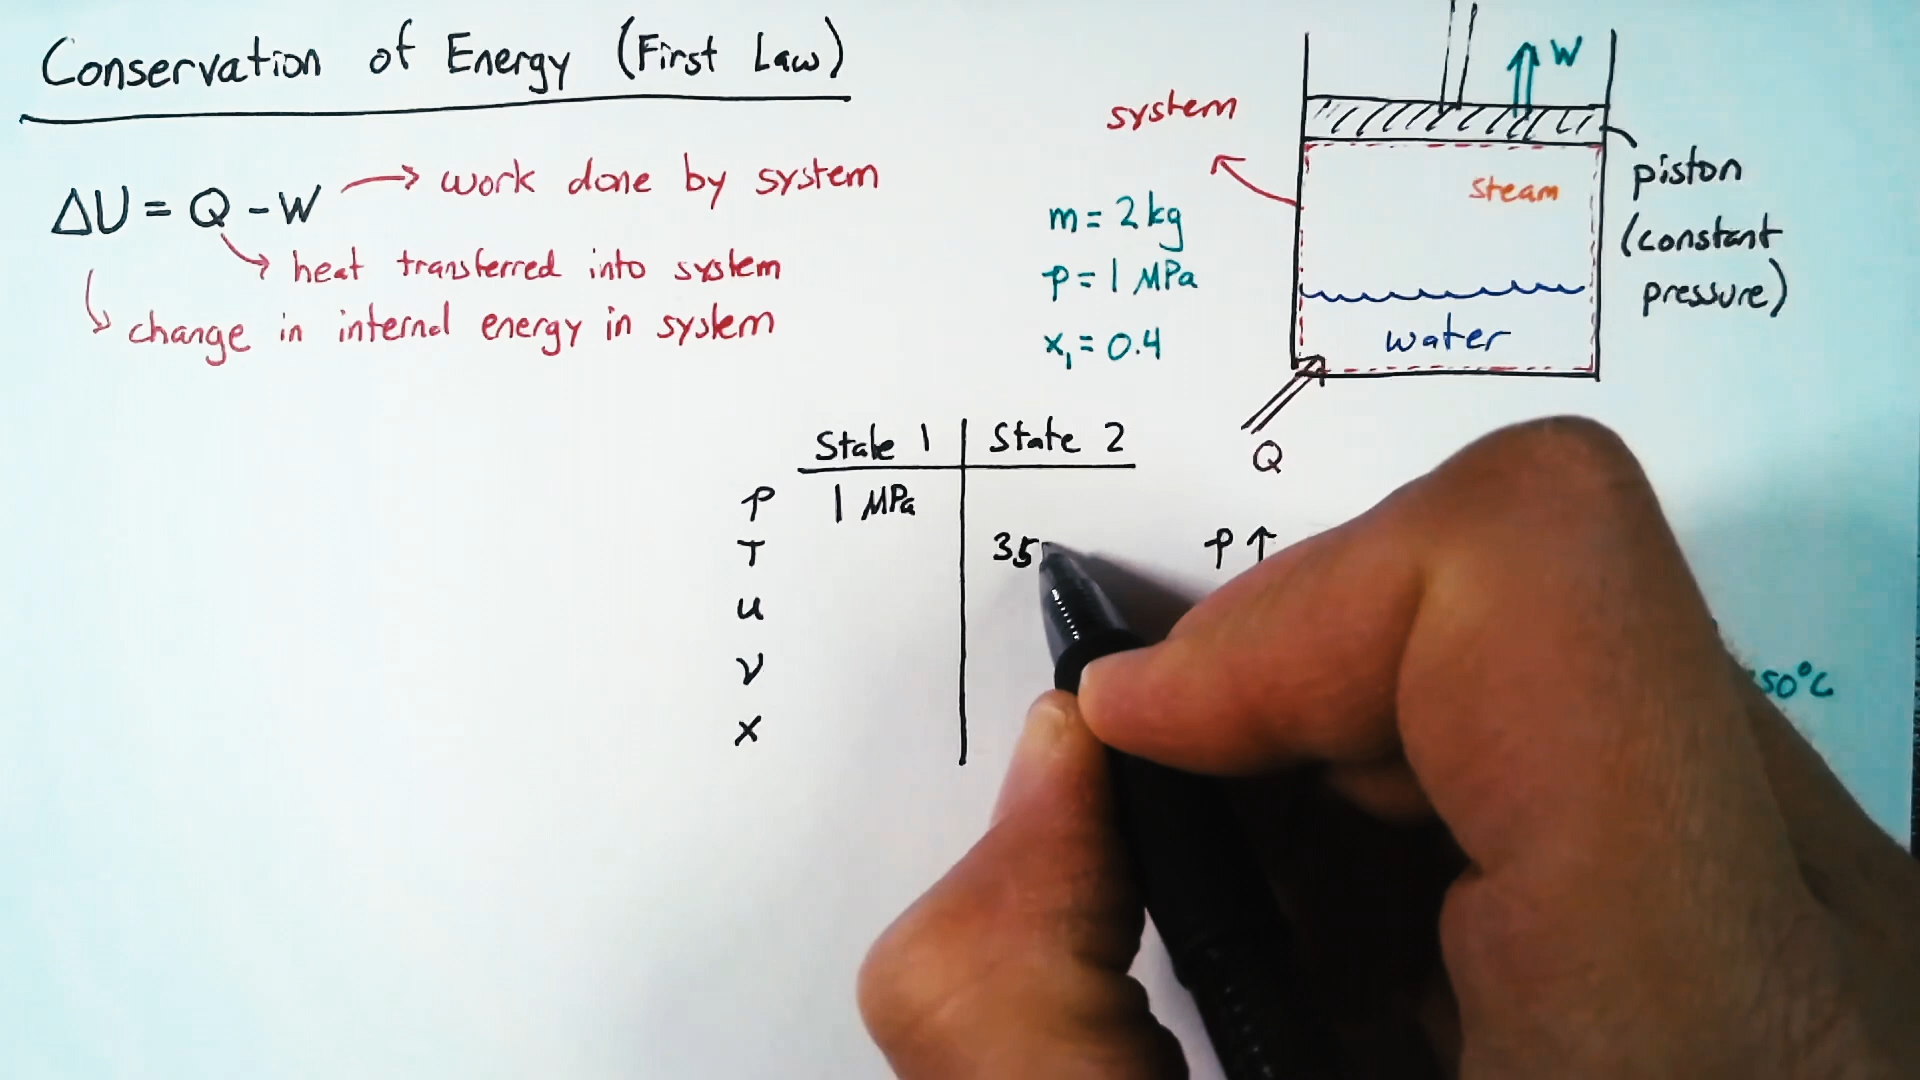 Conservation of Energy (First Law)
ΔU = Q - W
work done by system
heat transferred into system
change in internal energy in system
system
m = 2 kg
p = 1 MPa
x₁ = 0.4
W
steam
water
piston
(constant
pressure)
Q
State 1 State 2
p 1 MPa
T 35
u
v
x
p ↑
50°C